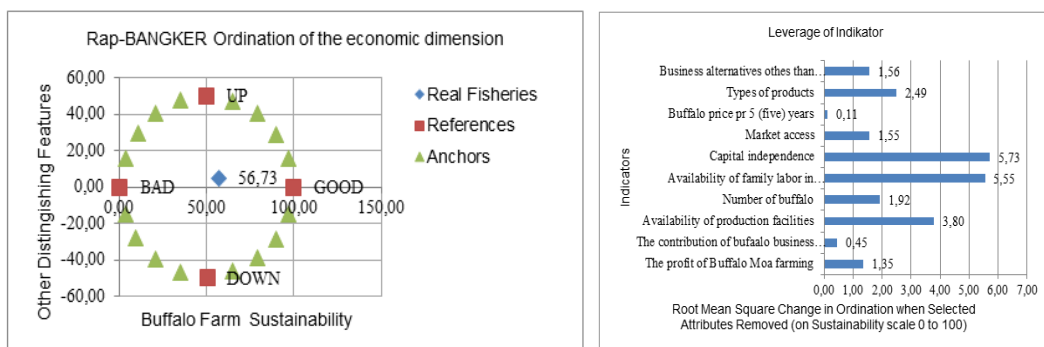 Rap-BANGKER Ordination of the economic dimension
Other Distingishing Features
60,00
40,00
20,00
0,00
-20,00
-40,00
-60,00
UP
BAD
56,73
GOOD
DOWN
0,00 50,00 100,00 150,00
Buffalo Farm Sustainability
Real Fisheries
References
Anchors
Leverage of Indikator
Indicators
Business alternatives othes than… 1,56
Types of products 2,49
Buffalo price pr 5 (five) years 0,11
Market access 1,55
Capital independence 5,73
Availability of family labor in… 5,55
Number of buffalo 1,92
Availability of production facilities 3,80
The contribution of bufaalo business… 0,45
The profit of Buffalo Moa farming 1,35
0,00 1,00 2,00 3,00 4,00 5,00 6,00 7,00
Root Mean Square Change in Ordination when Selected
Attributes Removed (on Sustainability scale 0 to 100)